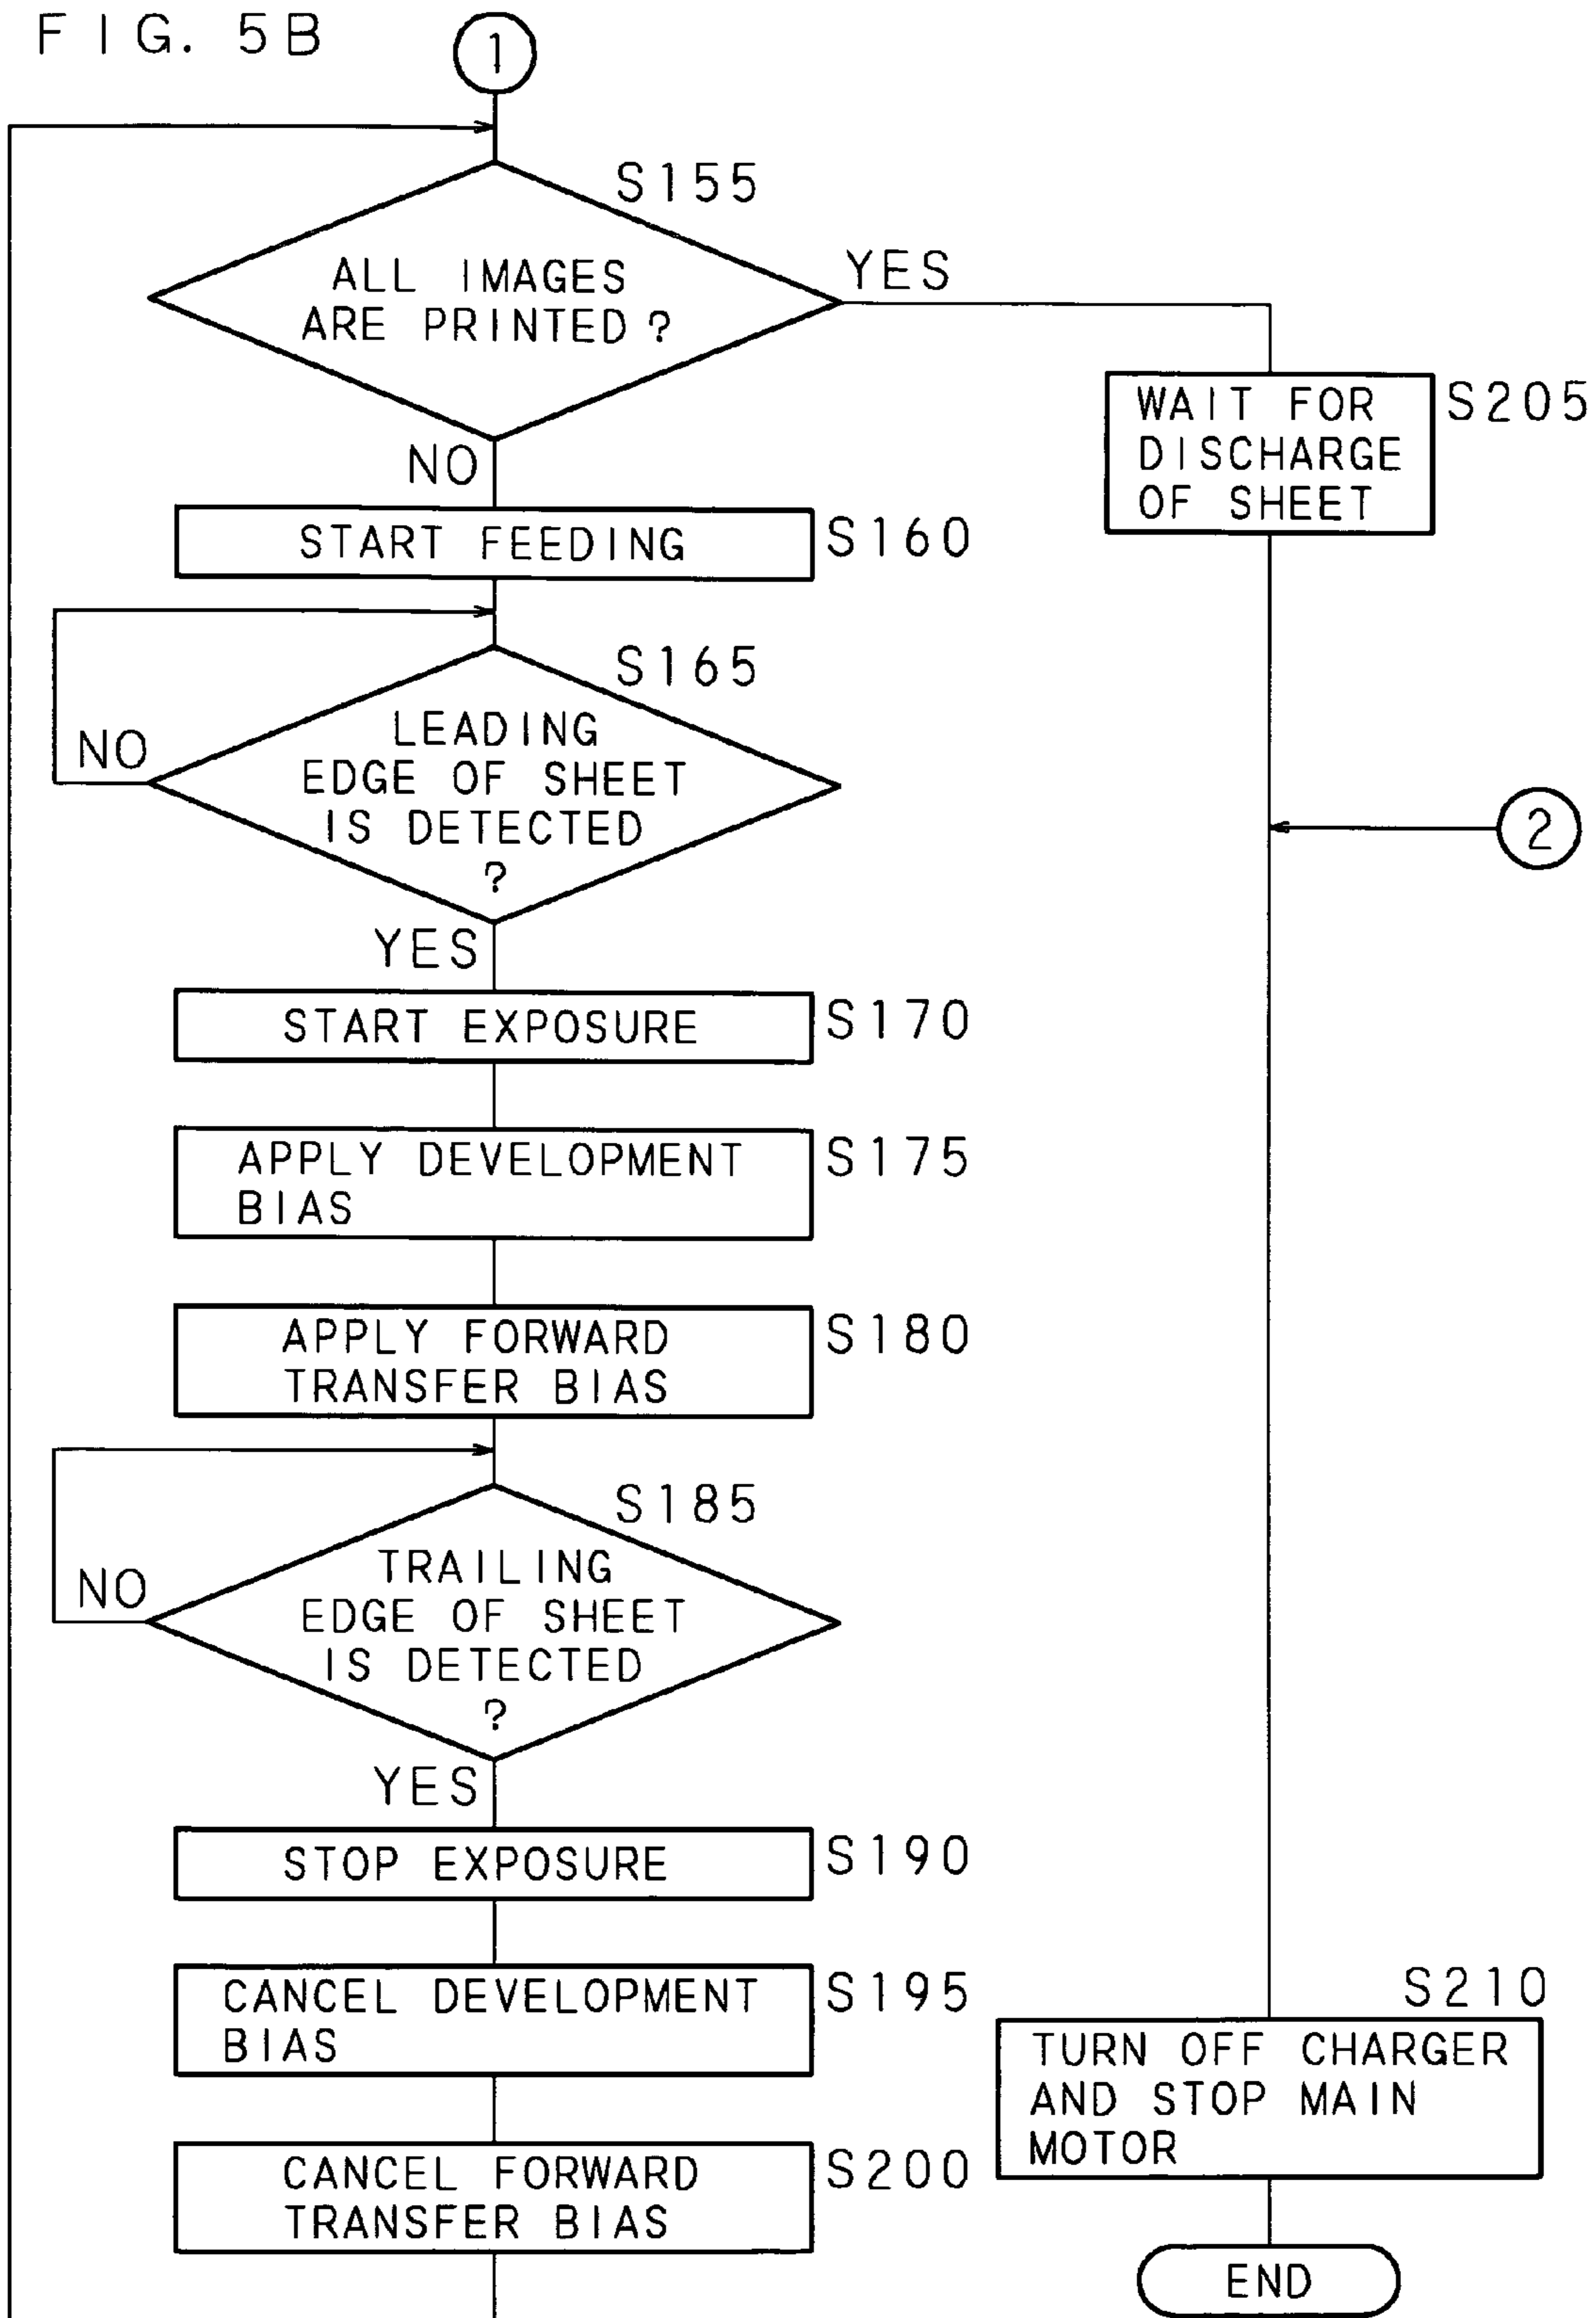 FIG. 5B
1
S155
ALL IMAGES
ARE PRINTED?
YES
NO
WAIT FOR
DISCHARGE
OF SHEET
S205
START FEEDING
S160
S165
LEADING
EDGE OF SHEET
IS DETECTED
?
NO
YES
2
START EXPOSURE
S170
APPLY DEVELOPMENT
BIAS
S175
APPLY FORWARD
TRANSFER BIAS
S180
S185
TRAILING
EDGE OF SHEET
IS DETECTED
?
NO
YES
STOP EXPOSURE
S190
CANCEL DEVELOPMENT
BIAS
S195
CANCEL FORWARD
TRANSFER BIAS
S200
S210
TURN OFF CHARGER
AND STOP MAIN
MOTOR
END